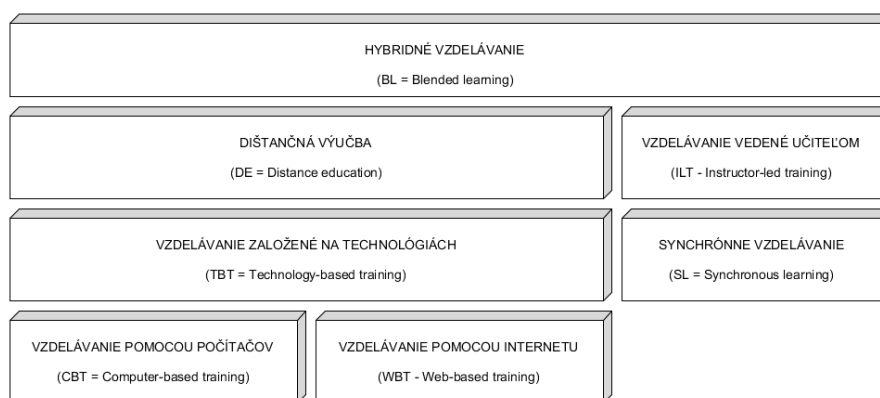 HYBRIDNÉ VZDELÁVANIE
(BL = Blended learning)
DIŠTANČNÁ VÝUČBA
(DE = Distance education)
VZDELÁVANIE VEDENÉ UČITEĽOM
(ILT - Instructor-led training)
VZDELÁVANIE ZALOŽENÉ NA TECHNOLÓGIÁCH
(TBT = Technology-based training)
SYNCHRÓNNE VZDELÁVANIE
(SL = Synchronous learning)
VZDELÁVANIE POMOCOU POČÍTAČOV
(CBT = Computer-based training)
VZDELÁVANIE POMOCOU INTERNETU
(WBT - Web-based training)